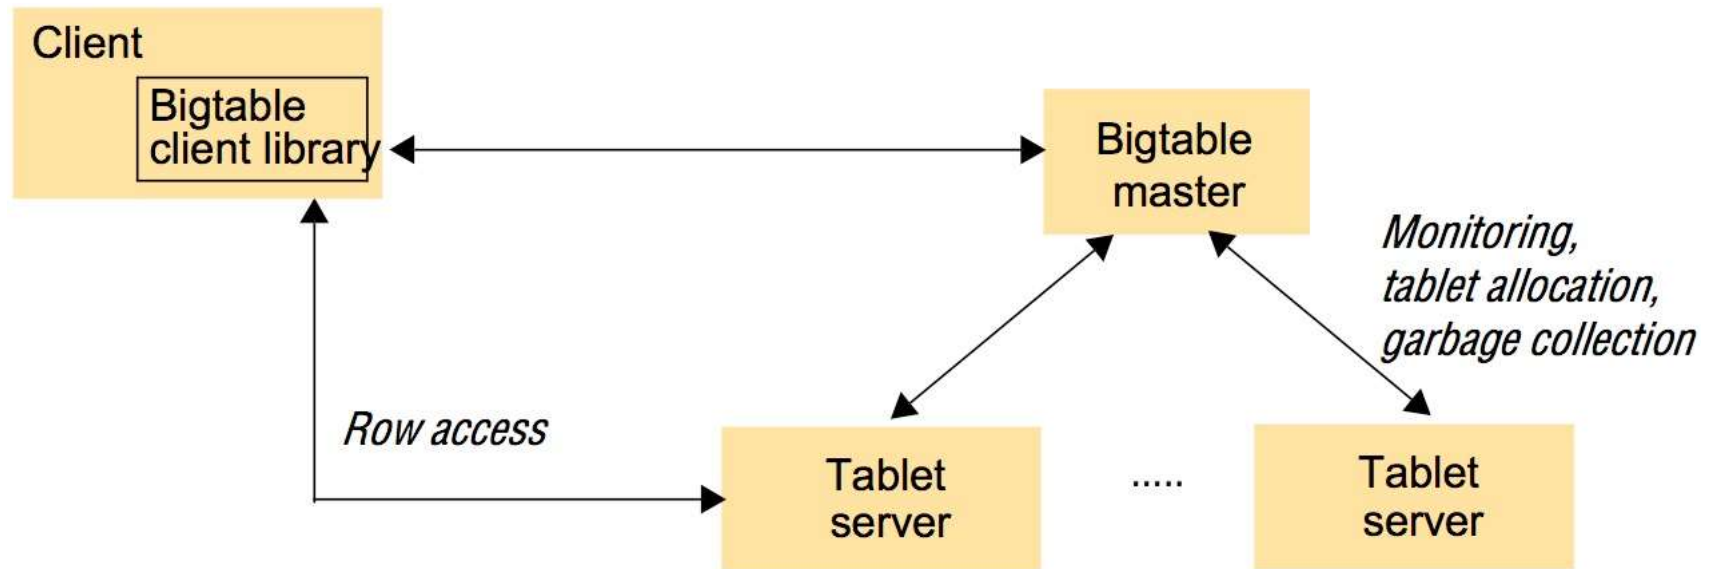 Client
Bigtable
client library
Bigtable
master
Monitoring,
tablet allocation,
garbage collection
Row access
Tablet
server
.....
Tablet
server